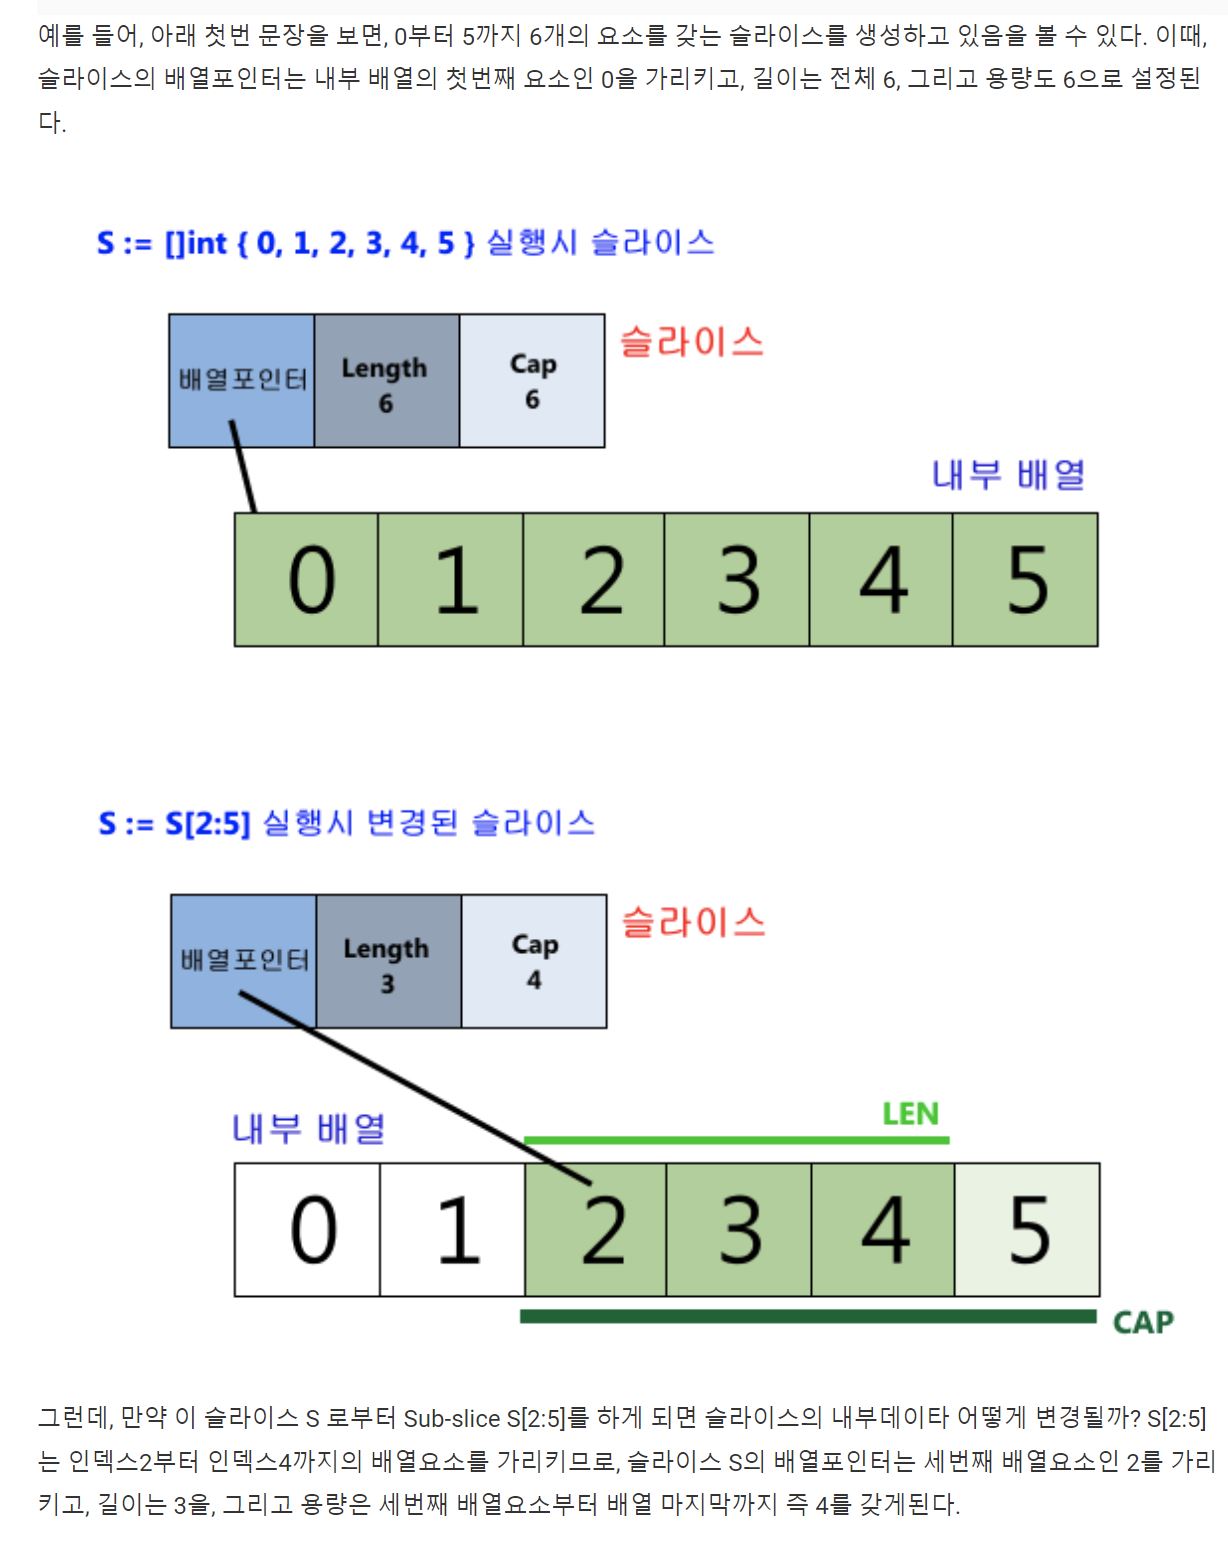 예를 들어, 아래 첫번 문장을 보면, 0부터 5까지 6개의 요소를 갖는 슬라이스를 생성하고 있음을 볼 수 있다. 이때,
슬라이스의 배열포인터는 내부 배열의 첫번째 요소인 0을 가리키고, 길이는 전체 6, 그리고 용량도 6으로 설정된
다.
S := []int { 0, 1, 2, 3, 4, 5 } 실행시 슬라이스
슬라이스
배열포인터 Length Cap
6 6
내부 배열
0 1 2 3 4 5
S := S[2:5] 실행시 변경된 슬라이스
슬라이스
배열포인터 Length Cap
3 4
LEN
내부 배열
0 1 2 3 4 5
CAP
그런데, 만약 이 슬라이스 S 로부터 Sub-slice S[2:5]를 하게 되면 슬라이스의 내부데이타 어떻게 변경될까? S[2:5]
는 인덱스2부터 인덱스4까지의 배열요소를 가리키므로, 슬라이스 S의 배열포인터는 세번째 배열요소인 2를 가리
키고, 길이는 3을, 그리고 용량은 세번째 배열요소부터 배열 마지막까지 즉 4를 갖게된다.